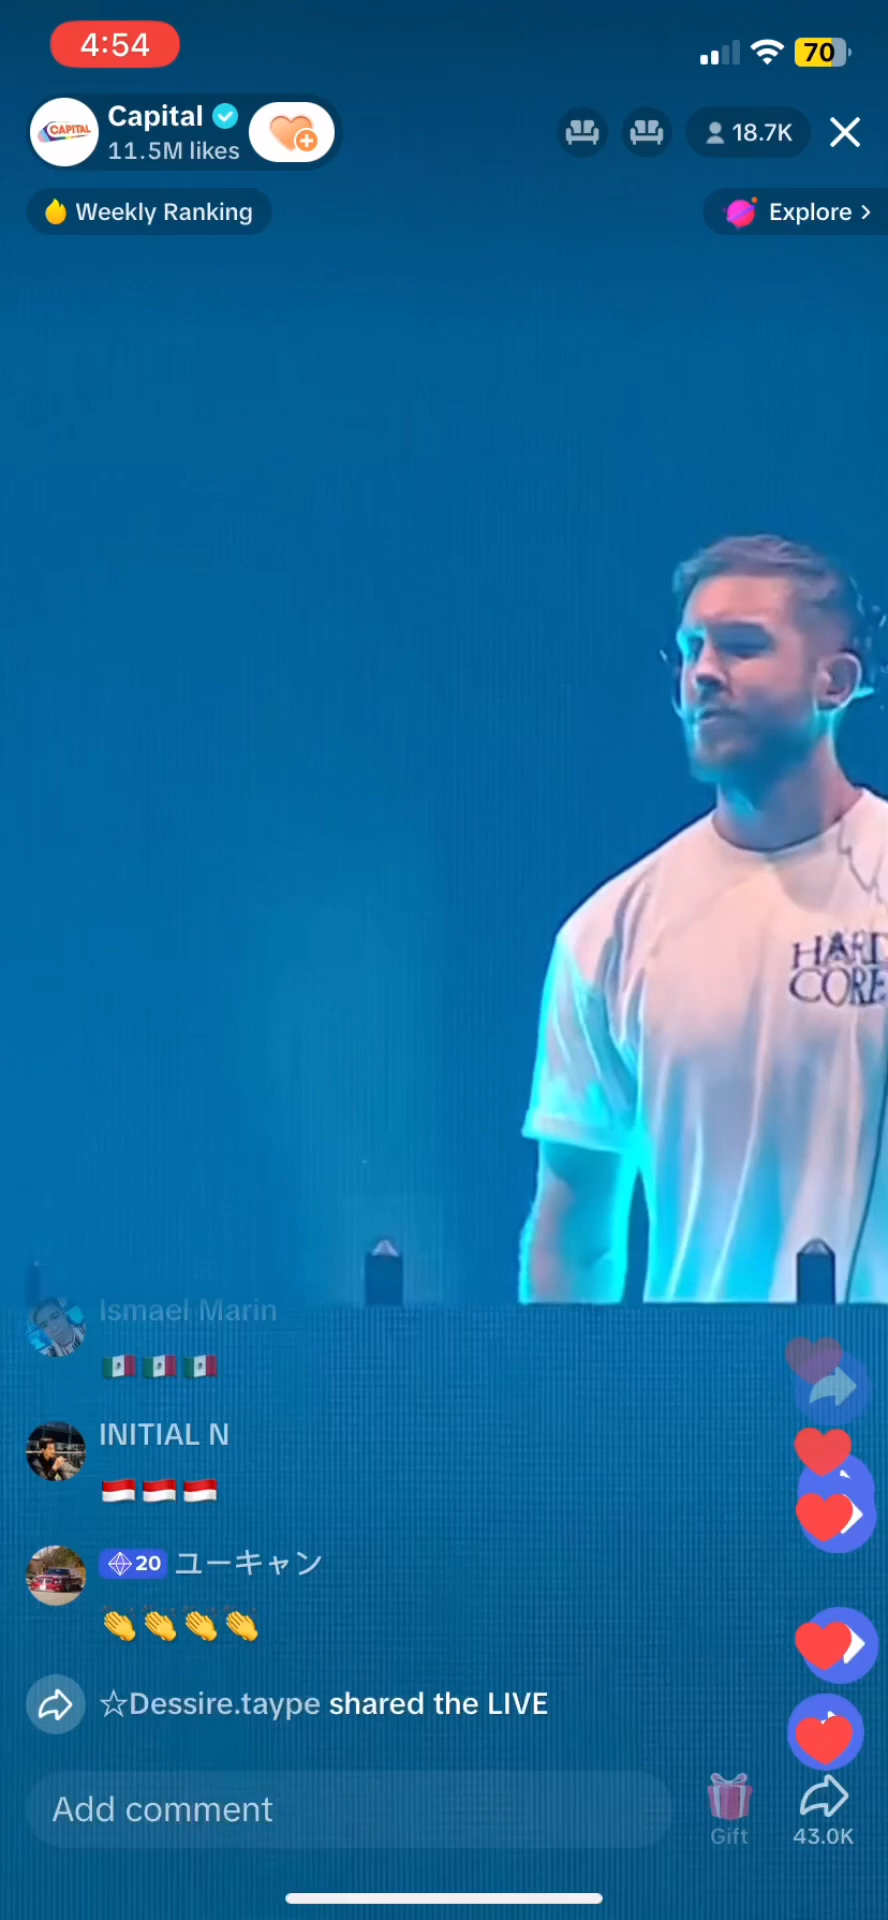 4:54
70
CAPITAL
Capital
11.5M likes
18.7K
Weekly Ranking
Explore >
HARD
CORE
Ismael Marin
INITIAL N
20 ユーキャン
☆Dessire.taype shared the LIVE
Add comment
Gift
43.0K